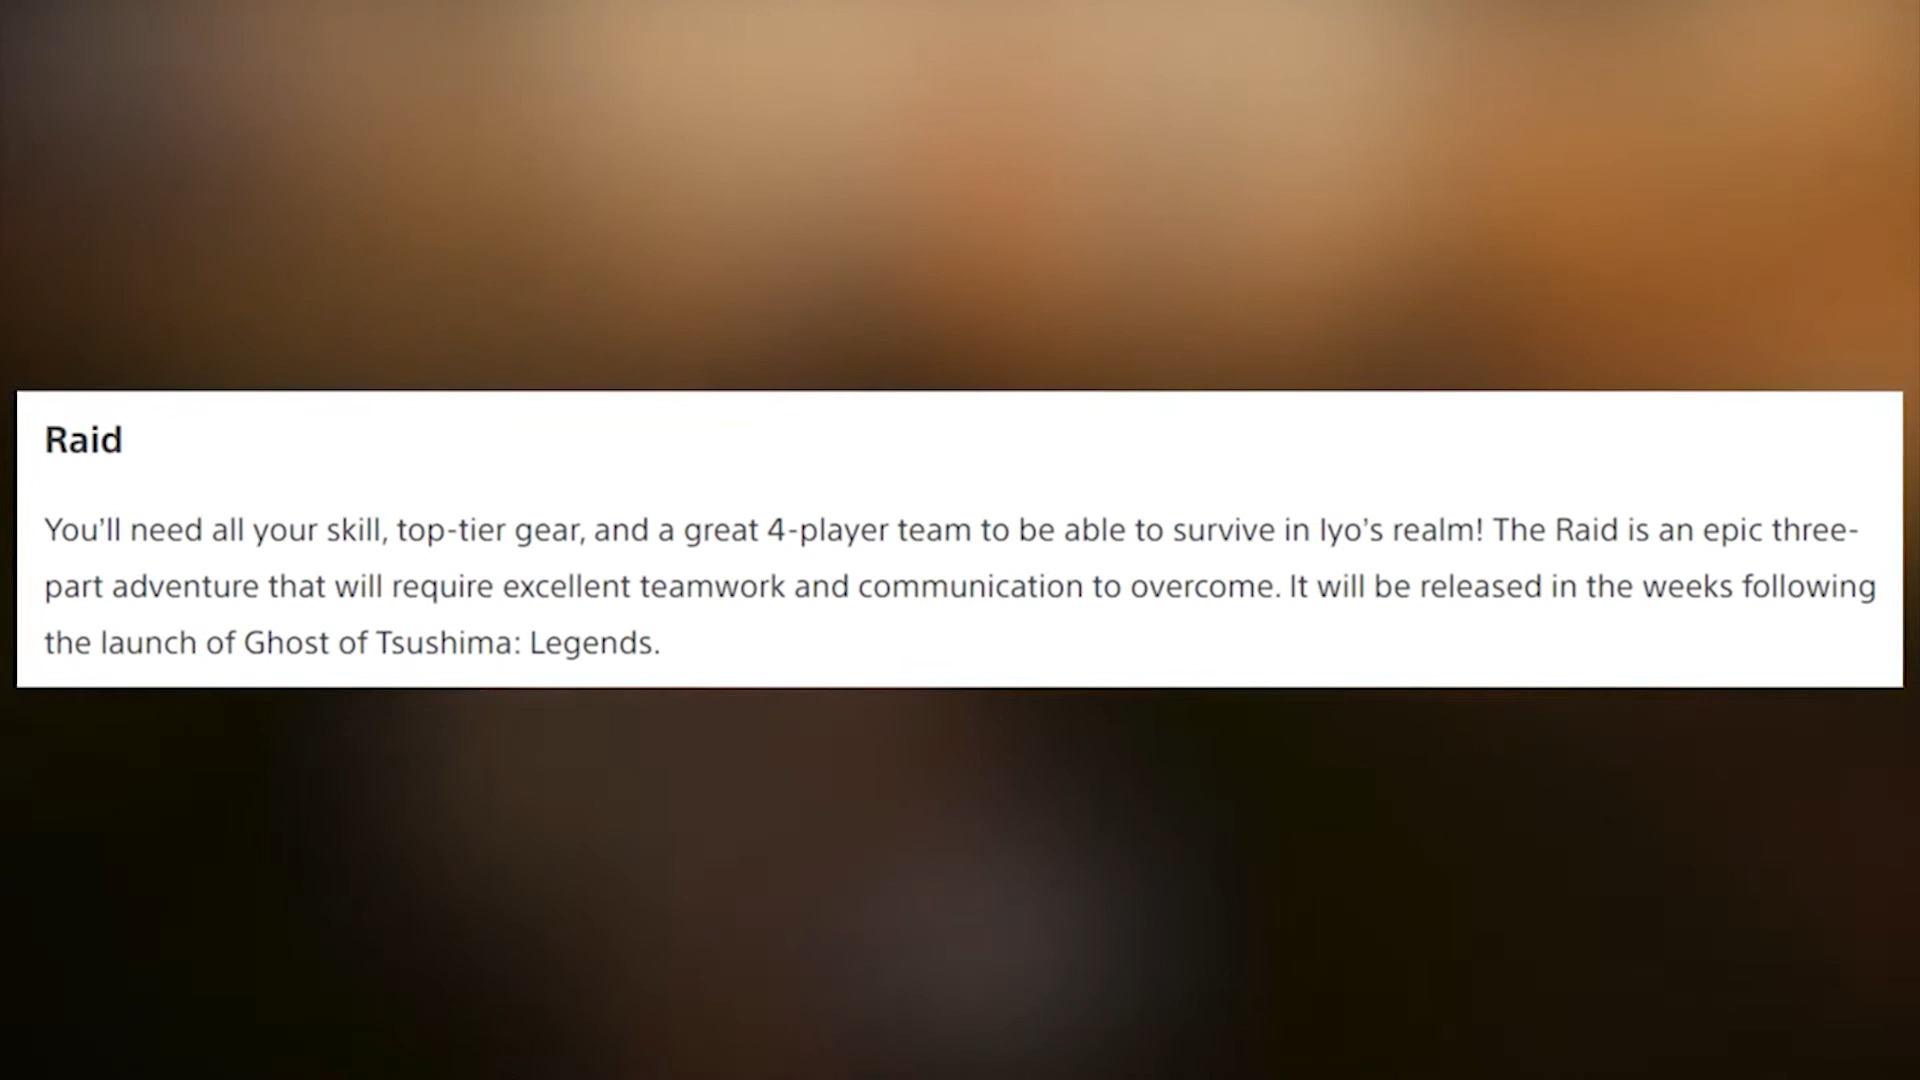 Raid
You’ll need all your skill, top-tier gear, and a great 4-player team to be able to survive in Iyo’s realm! The Raid is an epic three-
part adventure that will require excellent teamwork and communication to overcome. It will be released in the weeks following
the launch of Ghost of Tsushima: Legends.